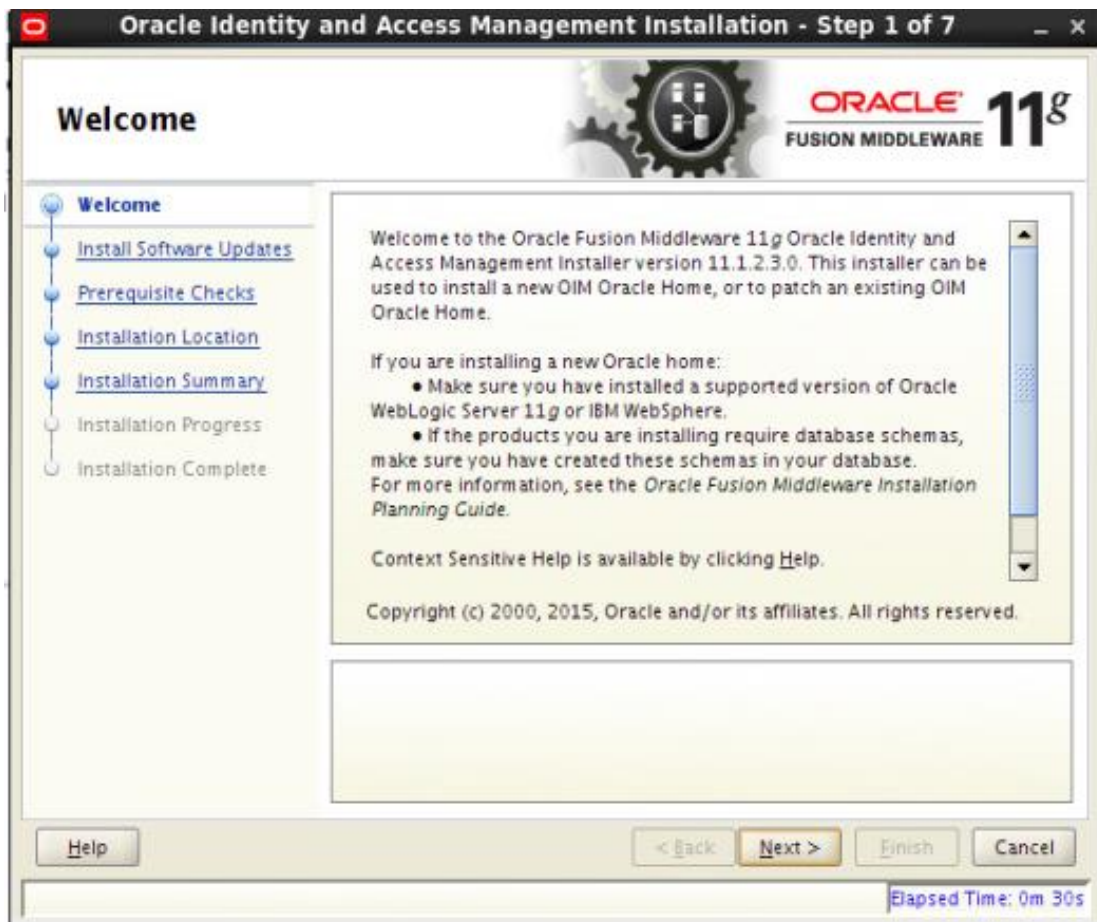 Oracle Identity and Access Management Installation - Step 1 of 7
Welcome
ORACLE
FUSION MIDDLEWARE
11g
Welcome
Install Software Updates
Prerequisite Checks
Installation Location
Installation Summary
Installation Progress
Installation Complete
Welcome to the Oracle Fusion Middleware 11g Oracle Identity and
Access Management Installer version 11.1.2.3.0. This installer can be
used to install a new OIM Oracle Home, or to patch an existing OIM
Oracle Home.
If you are installing a new Oracle home:
• Make sure you have installed a supported version of Oracle
WebLogic Server 11g or IBM WebSphere.
• If the products you are installing require database schemas,
make sure you have created these schemas in your database.
For more information, see the Oracle Fusion Middleware Installation
Planning Guide.
Context Sensitive Help is available by clicking Help.
Copyright (c) 2000, 2015, Oracle and/or its affiliates. All rights reserved.
Help
< Back
Next >
Finish
Cancel
Elapsed Time: 0m 30s